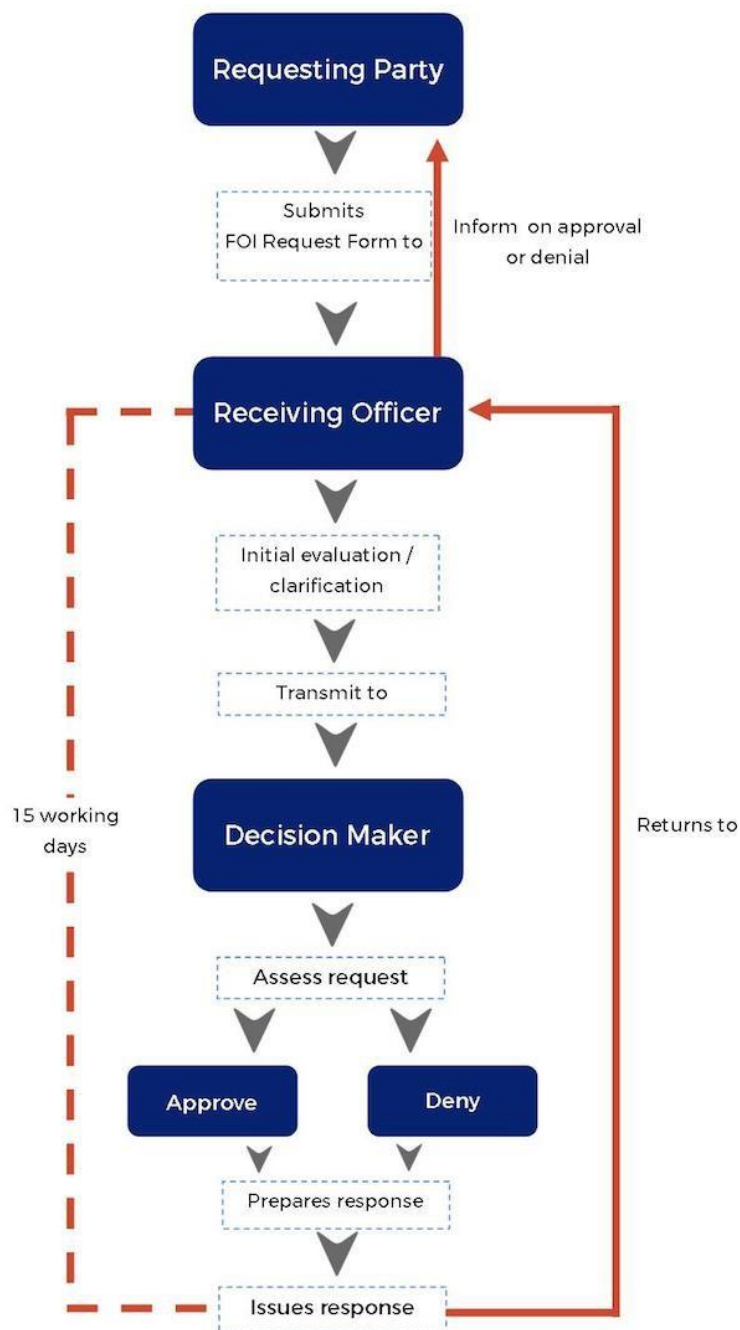 Requesting Party
Submits
FOI Request Form to
Inform on approval
or denial
Receiving Officer
Initial evaluation /
clarification
Transmit to
15 working
days
Decision Maker
Returns to
Assess request
Approve
Deny
Prepares response
Issues response